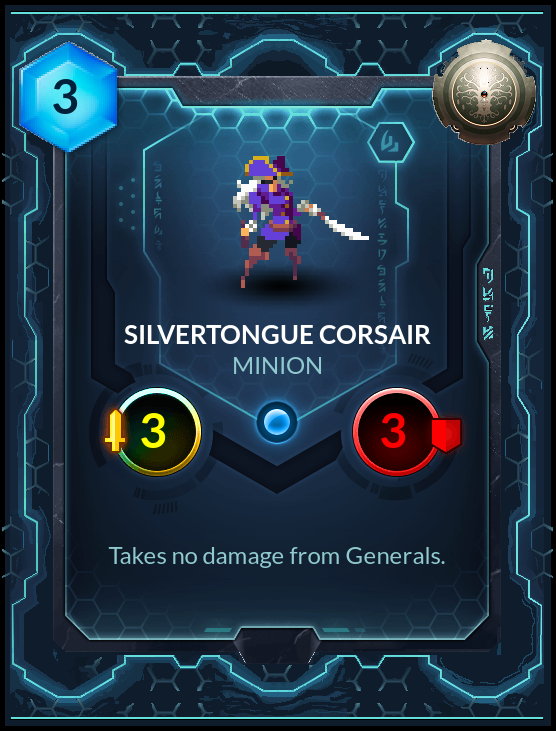 3
SILVERTONGUE CORSAIR
MINION
3 3
Takes no damage from Generals.